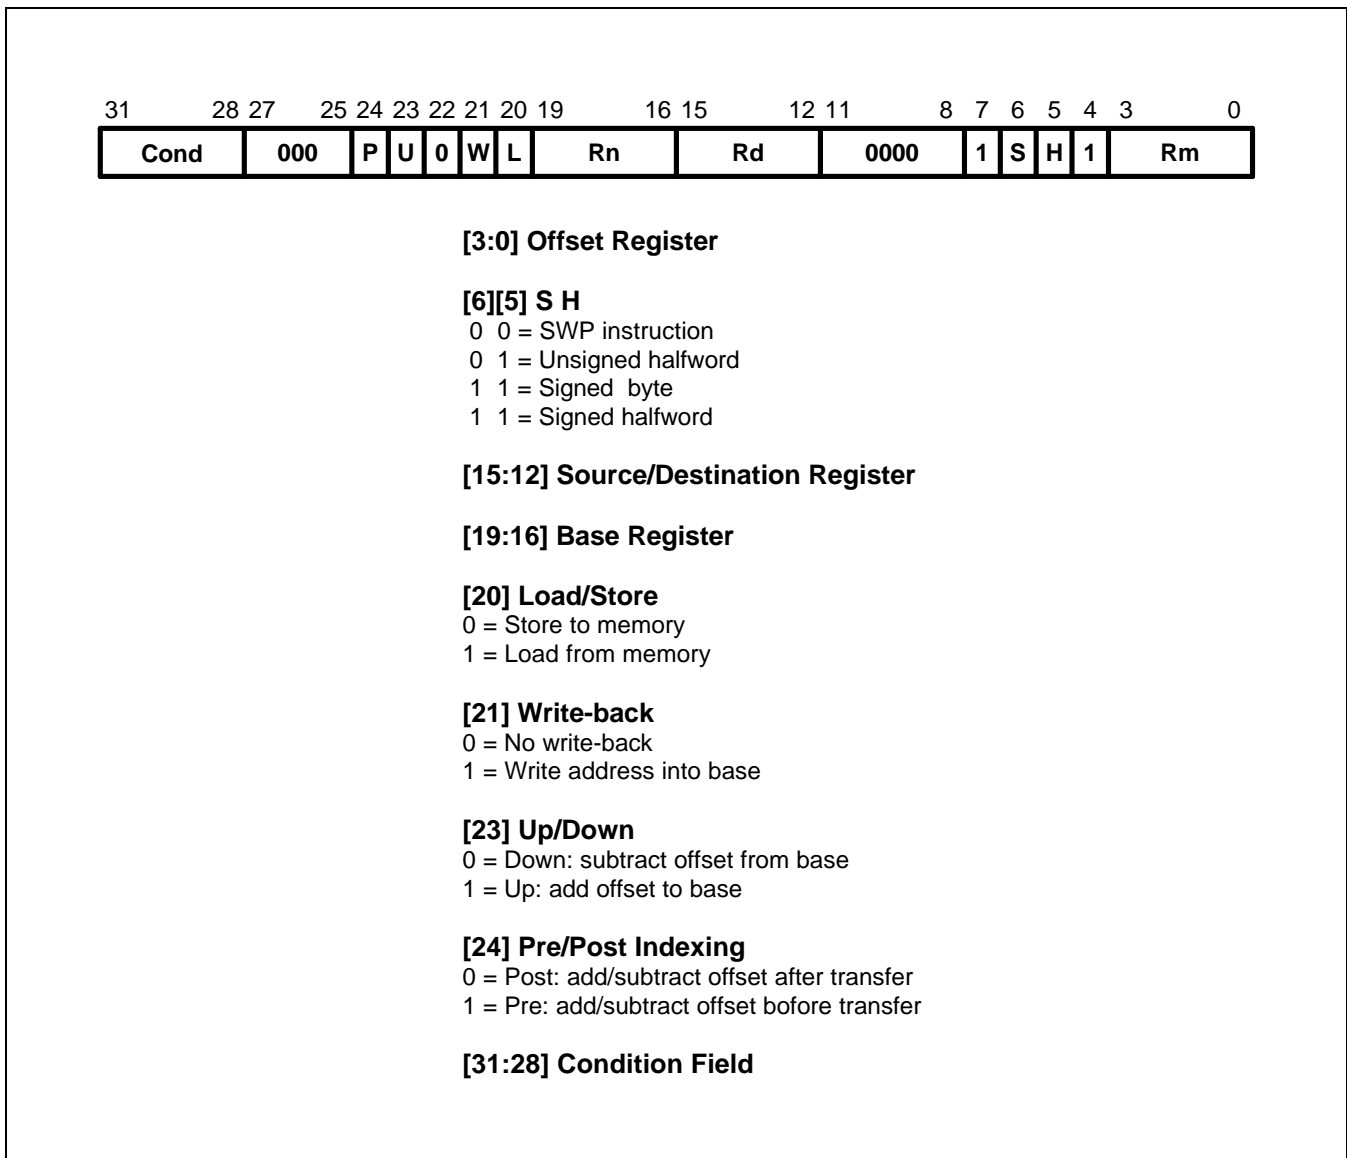 31 28 27 25 24 23 22 21 20 19 16 15 12 11 8 7 6 5 4 3 0
Cond 000 P U 0 W L Rn Rd 0000 1 S H 1 Rm
[3:0] Offset Register
[6][5] S H
0 0 = SWP instruction
0 1 = Unsigned halfword
1 1 = Signed byte
1 1 = Signed halfword
[15:12] Source/Destination Register
[19:16] Base Register
[20] Load/Store
0 = Store to memory
1 = Load from memory
[21] Write-back
0 = No write-back
1 = Write address into base
[23] Up/Down
0 = Down: subtract offset from base
1 = Up: add offset to base
[24] Pre/Post Indexing
0 = Post: add/subtract offset after transfer
1 = Pre: add/subtract offset bofore transfer
[31:28] Condition Field